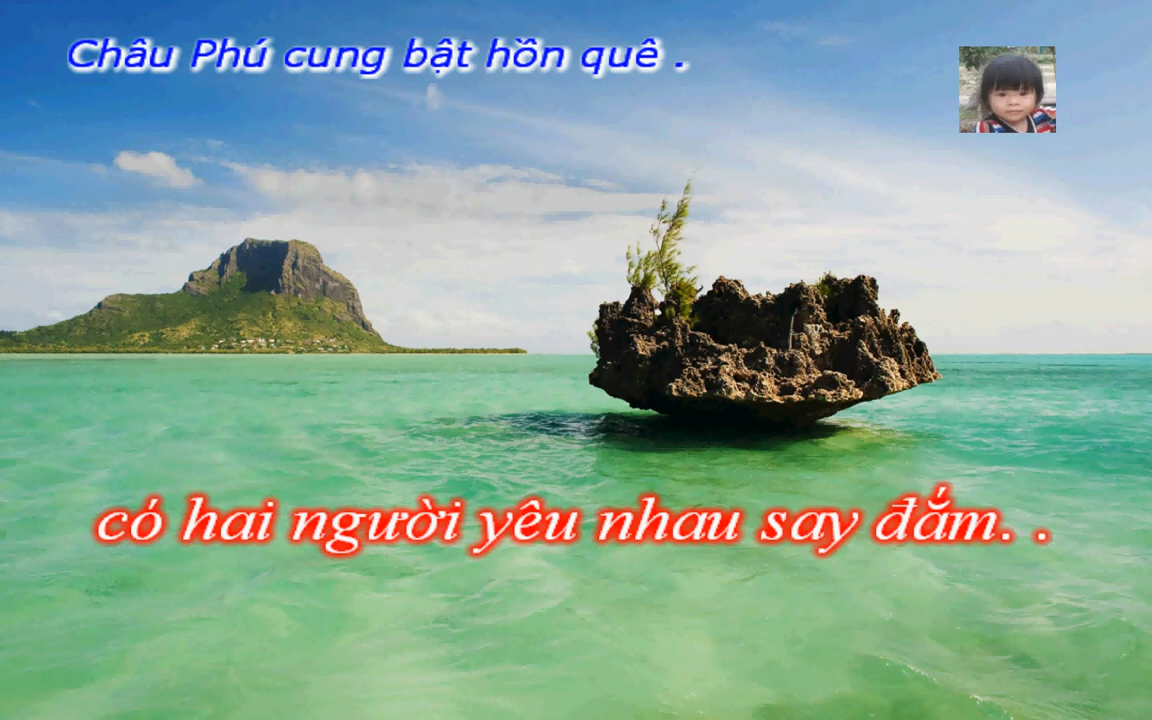 Châu Phú cung bật hồn quê .
có hai người yêu nhau say đắm. .